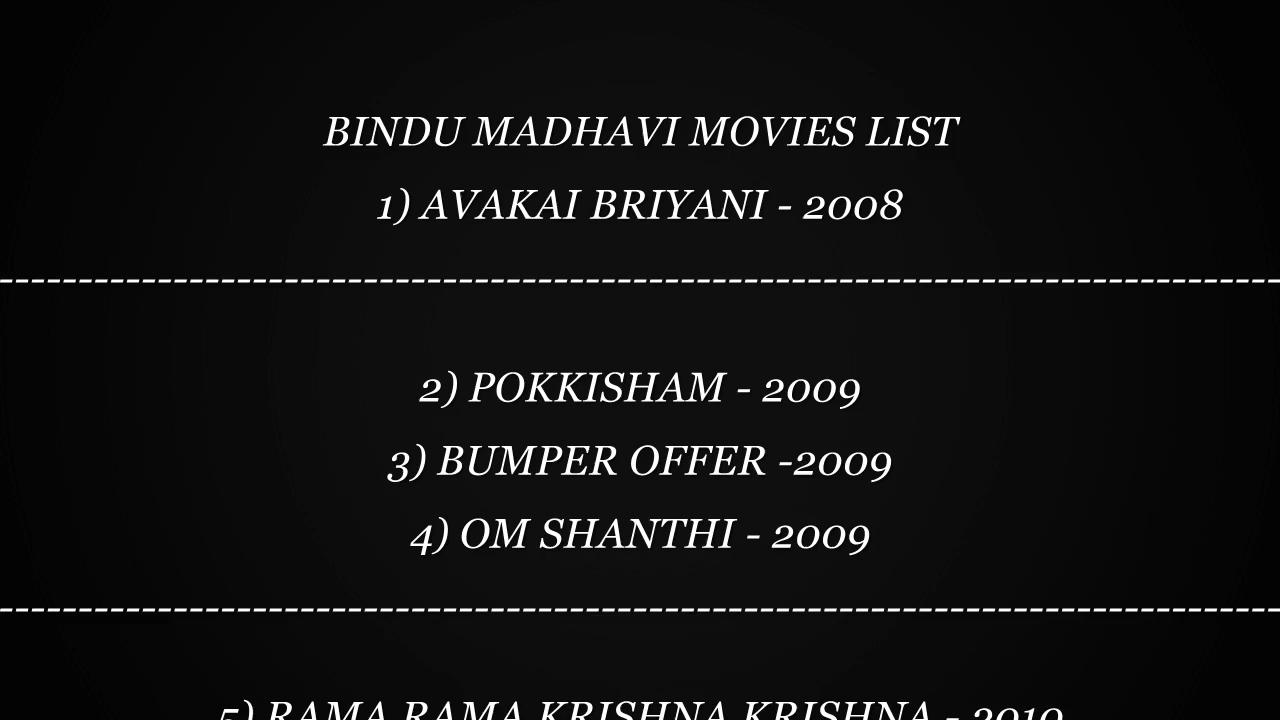 BINDU MADHAVI MOVIES LIST
1) AVAKAI BRIYANI - 2008
2) POKKISHAM - 2009
3) BUMPER OFFER -2009
4) OM SHANTHI - 2009
5) RAMA RAMA KRISHNA KRISHNA - 2010